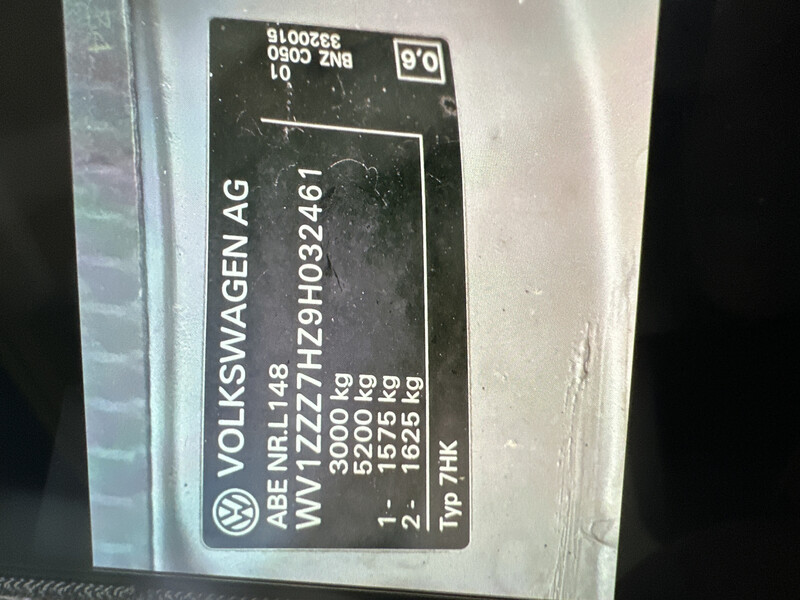 VOLKSWAGEN AG
ABE NR.L148
WV1ZZZ7HZ9H032461
3000 kg
5200 kg
1- 1575 kg
2- 1625 kg
Typ 7HK
01
BNZ C050
3320015
0,6